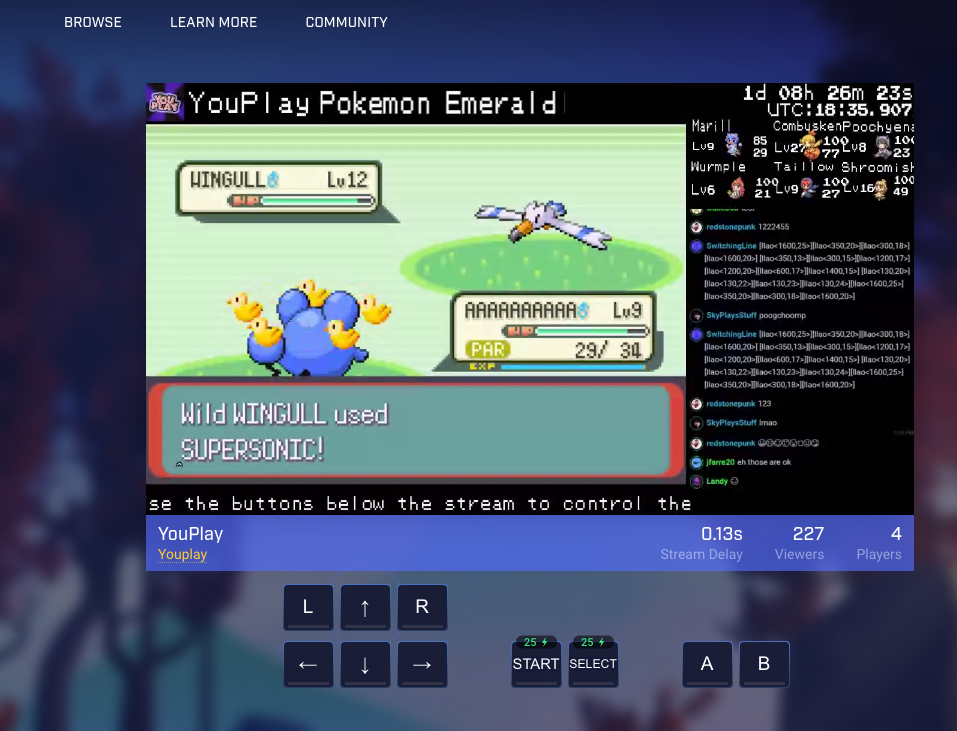 BROWSE LEARN MORE COMMUNITY
YOU PLAY
YouPlay Pokemon Emerald
1d 08h 26m 23s
UTC:18:35.907
Marill Combusken Poochyena
Lv9 85 29 Lv27 100 77 Lv8 100 23
Wurmple Taillow Shroomish
Lv6 100 21 Lv9 100 27 Lv16 100 49
WINGULL♂ Lv12
HP
AAAAAAAAAA♂ Lv9
HP
PAR 29/ 34
EXP
Wild WINGULL used
SUPERSONIC!
redstonepunk 1222455
SwitchingLine [llao<1600,25>][llao<350,20>][llao<300,18>]
[llao<1600,20>] [llao<350,13>][llao<300,15>][llao<1200,17>]
[llao<1200,20>][llao<600,17>][llao<1400,15>] [llao<130,20>]
[llao<130,22>][llao<130,23>][llao<130,24>][llao<1600,25>]
[llao<350,20>][llao<300,18>][llao<1600,20>]
SkyPlaysStuff poogchoomp
SwitchingLine [llao<1600,25>][llao<350,20>][llao<300,18>]
[llao<1600,20>] [llao<350,13>][llao<300,15>][llao<1200,17>]
[llao<1200,20>][llao<600,17>][llao<1400,15>] [llao<130,20>]
[llao<130,22>][llao<130,23>][llao<130,24>][llao<1600,25>]
[llao<350,20>][llao<300,18>][llao<1600,20>]
redstonepunk 123
SkyPlaysStuff lmao
redstonepunk
jfarre20 eh those are ok
Landy
se the buttons below the stream to control the
YouPlay 0.13s 227 4
Youplay Stream Delay Viewers Players
L ↑ R
25 25
← ↓ → START SELECT A B